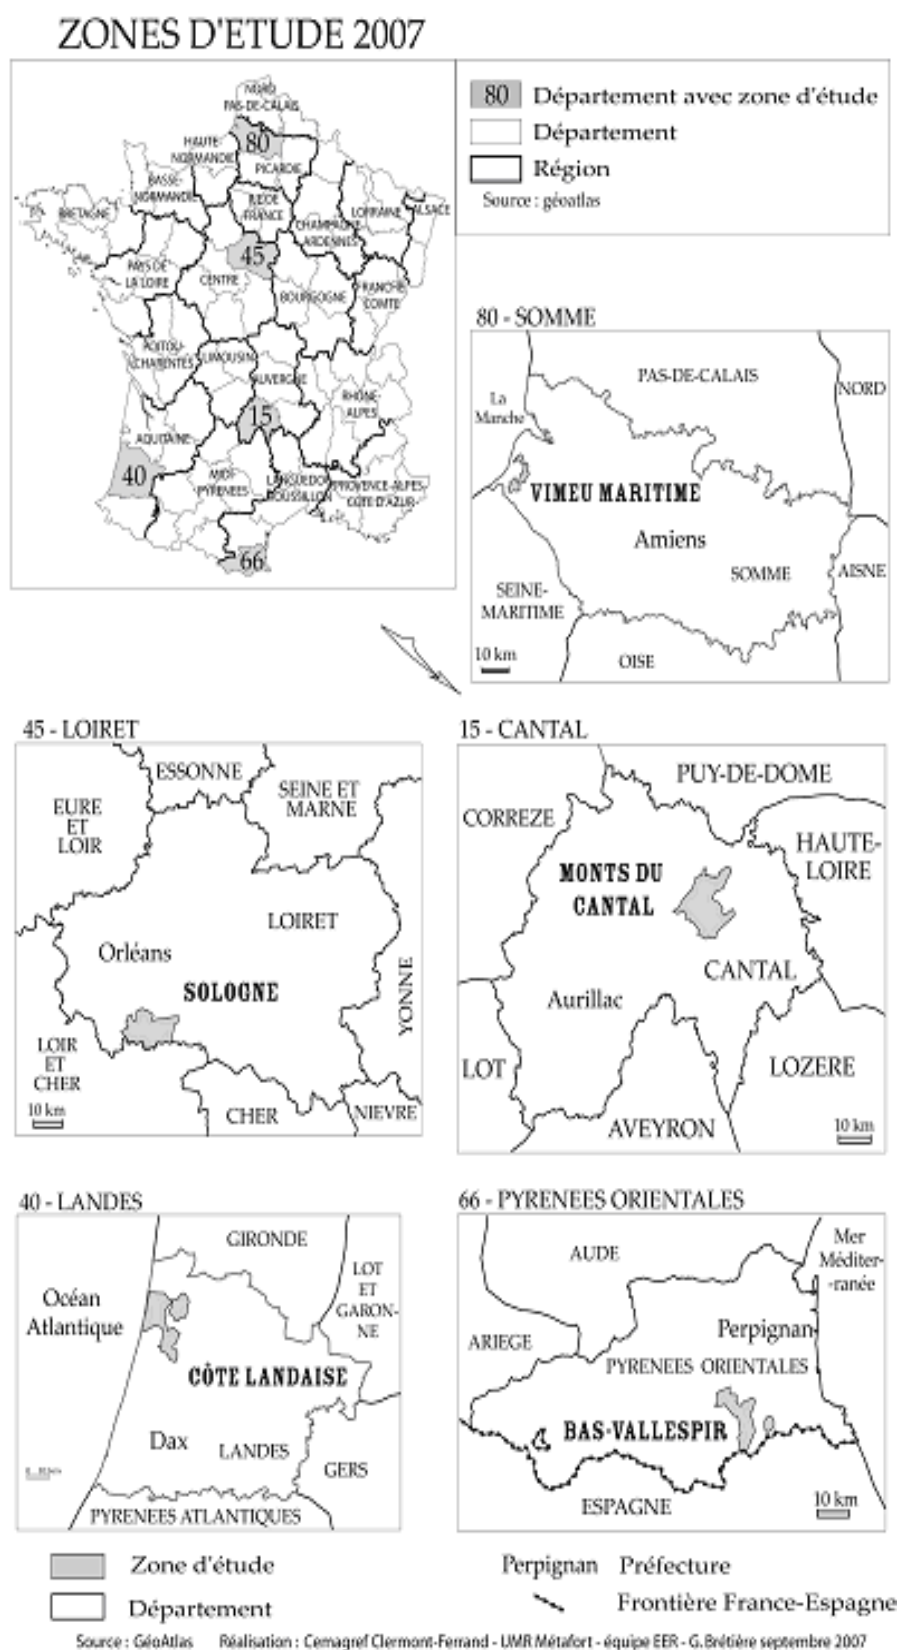 ZONES D'ETUDE 2007
NORD
PAS-DE-CALAIS
80
HAUTE-
NORMANDIE
PICARDIE
BASSE-
NORMANDIE
ILE DE
FRANCE
BRETAGNE
CHAMPAGNE
ARDENNES
LORRAINE
ALSACE
45
PAYS DE
LA LOIRE
CENTRE
BOURGOGNE
FRANCHE
COMTE
POITOU-
CHARENTES
LIMOUSIN
AUVERGNE
RHONE-
ALPES
15
AQUITAINE
40
MIDI-
PYRENEES
LANGUEDOC
ROUSSILLON
PROVENCE-ALPES
COTE D'AZUR
66
80 Département avec zone d'étude
Département
Région
Source : géoatlas
80 - SOMME
PAS-DE-CALAIS
NORD
La
Manche
VIMEU MARITIME
Amiens
SOMME
AISNE
SEINE-
MARITIME
10 km
OISE
45 - LOIRET
ESSONNE
SEINE ET
MARNE
EURE
ET
LOIR
LOIRET
Orléans
SOLOGNE
YONNE
LOIR
ET
CHER
10 km
CHER
NIEVRE
15 - CANTAL
PUY-DE-DOME
CORREZE
HAUTE-
LOIRE
MONTS DU
CANTAL
CANTAL
Aurillac
LOT
LOZERE
AVEYRON
10 km
40 - LANDES
GIRONDE
LOT
ET
GARON-
NE
Océan
Atlantique
CÔTE LANDAISE
Dax
LANDES
GERS
PYRENEES ATLANTIQUES
66 - PYRENEES ORIENTALES
Mer
Méditer-
-ranée
AUDE
ARIEGE
Perpignan
PYRENEES ORIENTALES
BAS-VALLESPIR
ESPAGNE
10 km
Zone d'étude
Département
Perpignan Préfecture
Frontière France-Espagne
Source : GéoAtlas Réalisation : Cemagref Clermont-Ferrand - UMR Métafort - équipe EER - G. Brétière septembre 2007